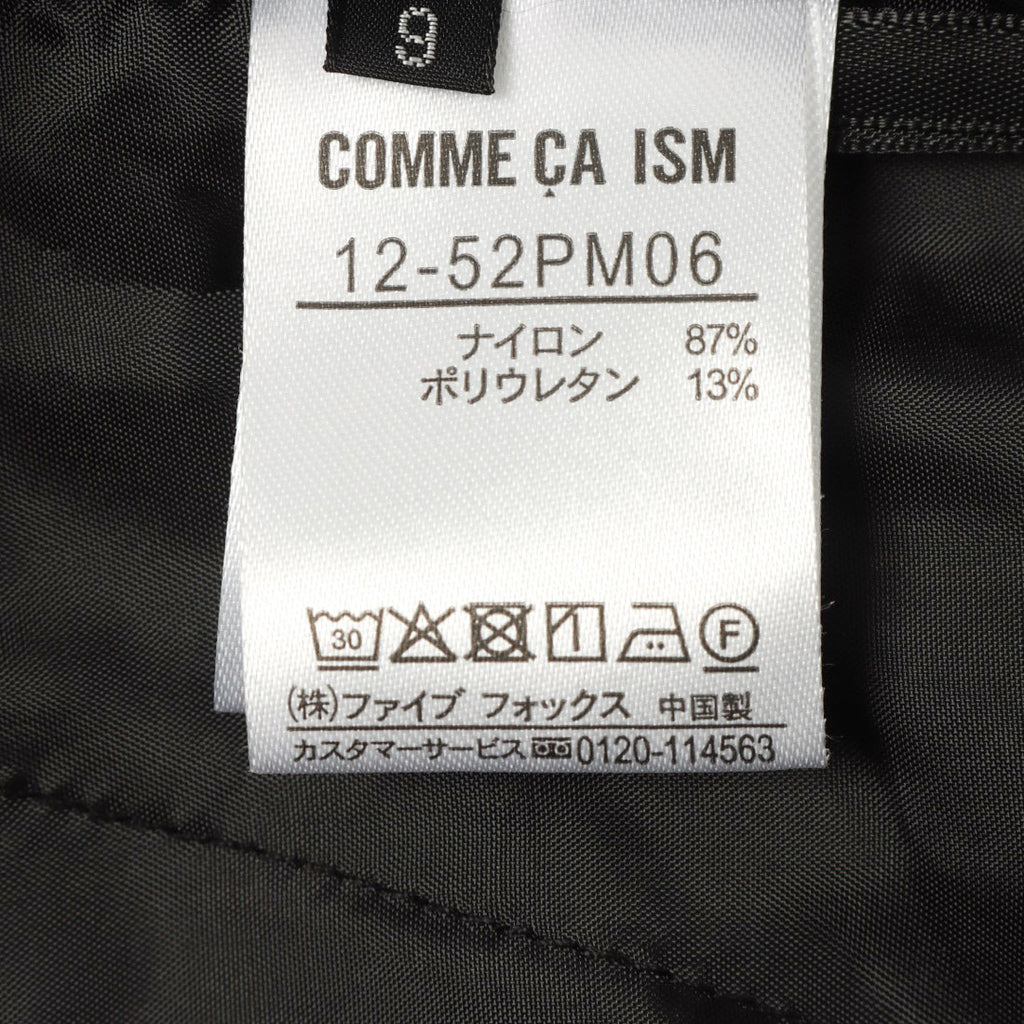 9
COMME ÇA ISM
12-52PM06
ナイロン 87%
ポリウレタン 13%
30 F
(株)ファイブ フォックス 中国製
カスタマーサービス 0120-114563